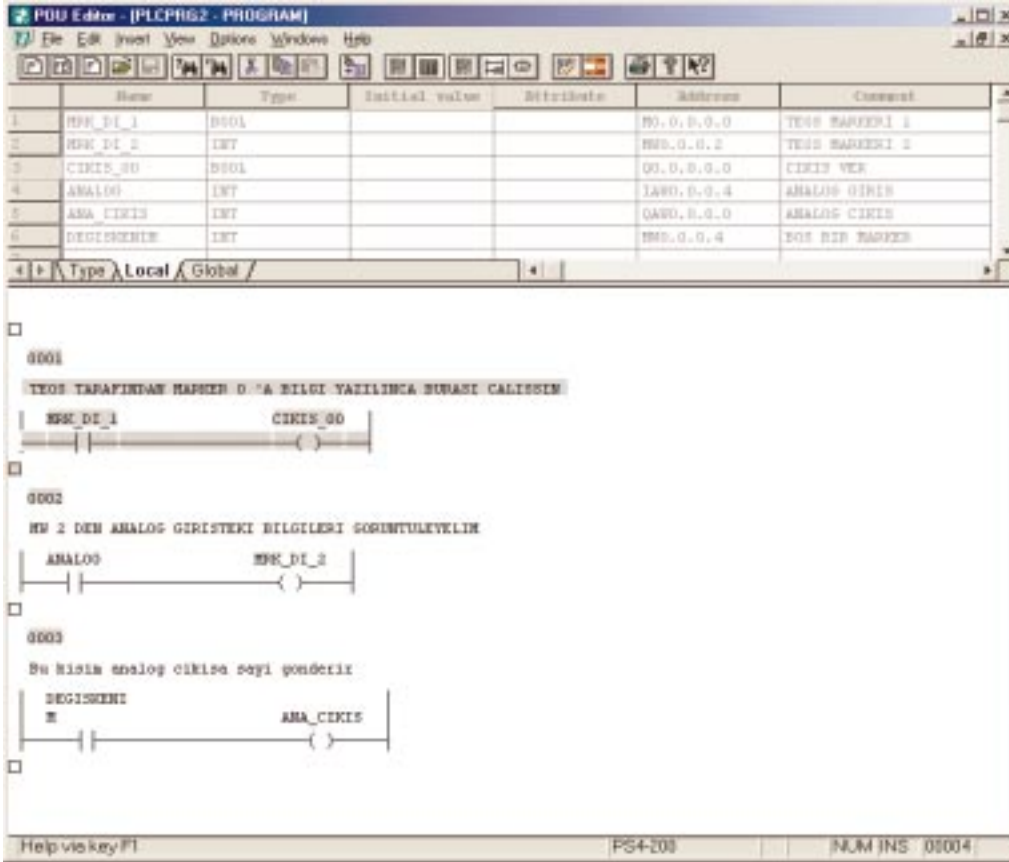 POU Editor - [PLCPRG2 - PROGRAM]
File Edit Insert View Options Windows Help
Name Type Initial value Attribute Address Comment
1 MRK_DI_1 BOOL M0.0.0.0.0 TEOS MARKERI 1
2 MRK_DI_2 INT MW0.0.0.2 TEOS MARKERI 2
3 CIKIS_00 BOOL Q0.0.0.0.0 CIKIS VER
4 ANALOG INT IAW0.0.0.4 ANALOG GIRIS
5 ANA_CIKIS INT QAW0.0.0.0 ANALOG CIKIS
6 DEGISKENIM INT MW0.0.0.4 BOS BIR MARKER
Type Local Global
0001
TEOS TARAFINDAN MARKER 0 'A BILGI YAZILINCA BURASI CALISSIN
MRK_DI_1 CIKIS_00
0002
MW 2 DEN ANALOG GIRISTEKI BILGILERI GORUNTULEYELIM
ANALOG MRK_DI_2
0003
Bu kisim analog cikisa sayi gonderir
DEGISKENI
M ANA_CIKIS
Help via key F1 PS4-200 NUM INS 00004